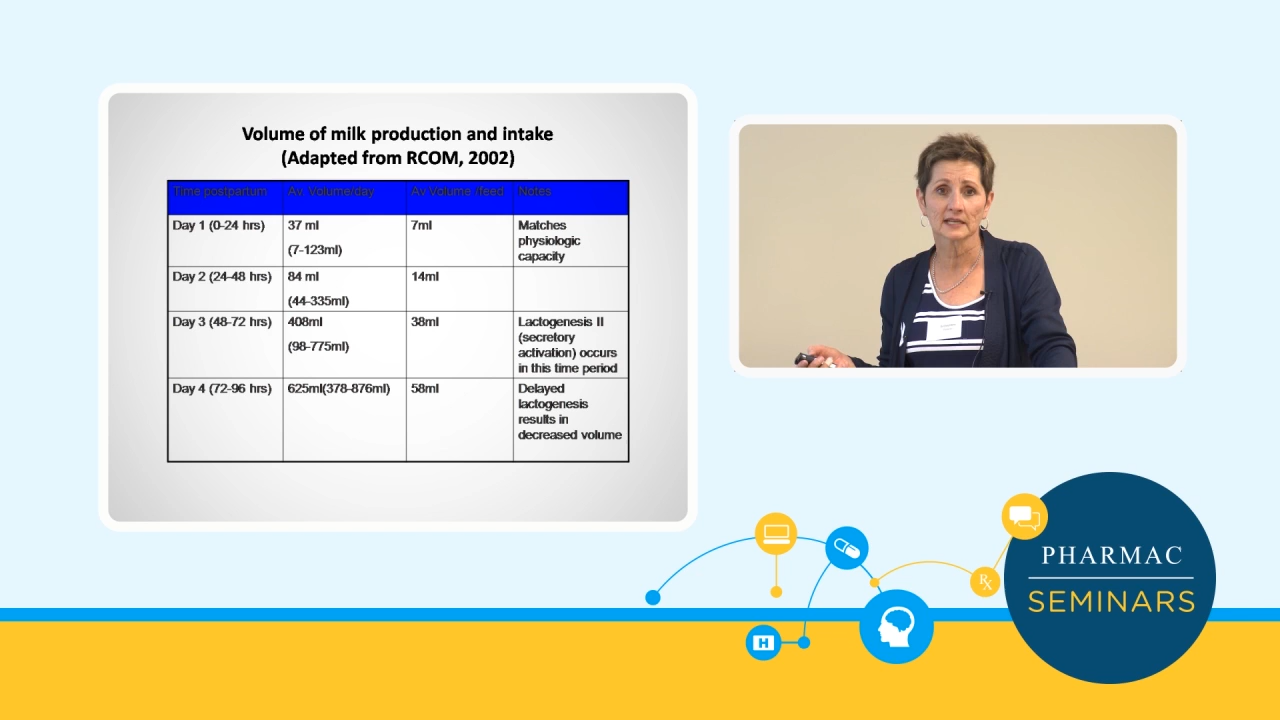 Volume of milk production and intake
(Adapted from RCOM, 2002)
Time postpartum Av. Volume/day Av Volume /feed Notes
Day 1 (0-24 hrs) 37 ml 7ml Matches
physiologic
(7-123ml)
capacity
Day 2 (24-48 hrs) 84 ml 14ml
(44-335ml)
Day 3 (48-72 hrs) 408ml 38ml Lactogenesis II
(secretory
(98-775ml)
activation) occurs
in this time period
Day 4 (72-96 hrs) 625ml(378-876ml) 58ml Delayed
lactogenesis
results in
decreased volume
PHARMAC
SEMINARS
Rx
H